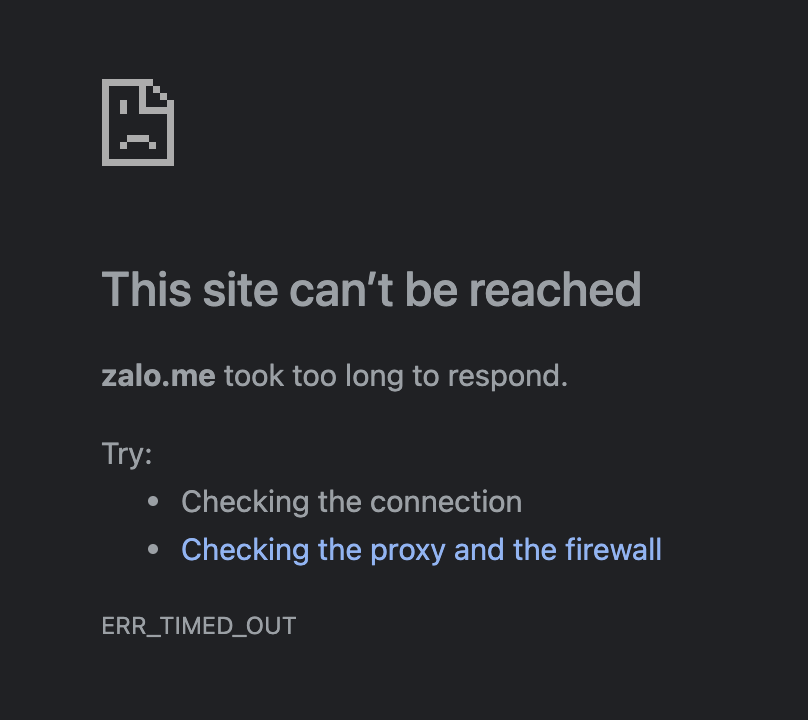 This site can’t be reached
zalo.me took too long to respond.
Try:
• Checking the connection
• Checking the proxy and the firewall
ERR_TIMED_OUT